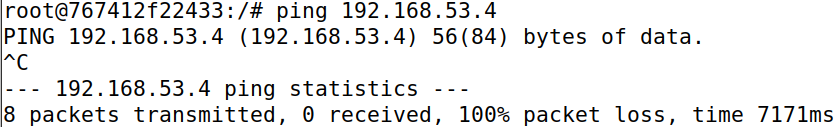 root@767412f22433:/# ping 192.168.53.4
PING 192.168.53.4 (192.168.53.4) 56(84) bytes of data.
^C
--- 192.168.53.4 ping statistics ---
8 packets transmitted, 0 received, 100% packet loss, time 7171ms